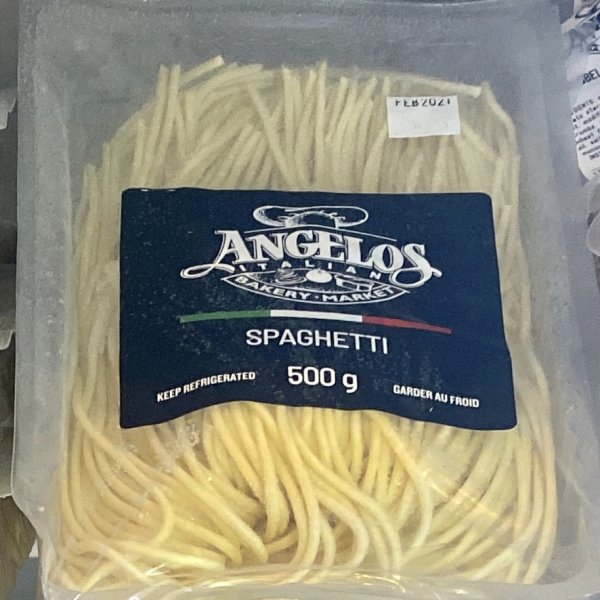 FEB2021
ANGELOS
ITALIAN
BAKERY · MARKET
SPAGHETTI
500 g
KEEP REFRIGERATED
GARDER AU FROID